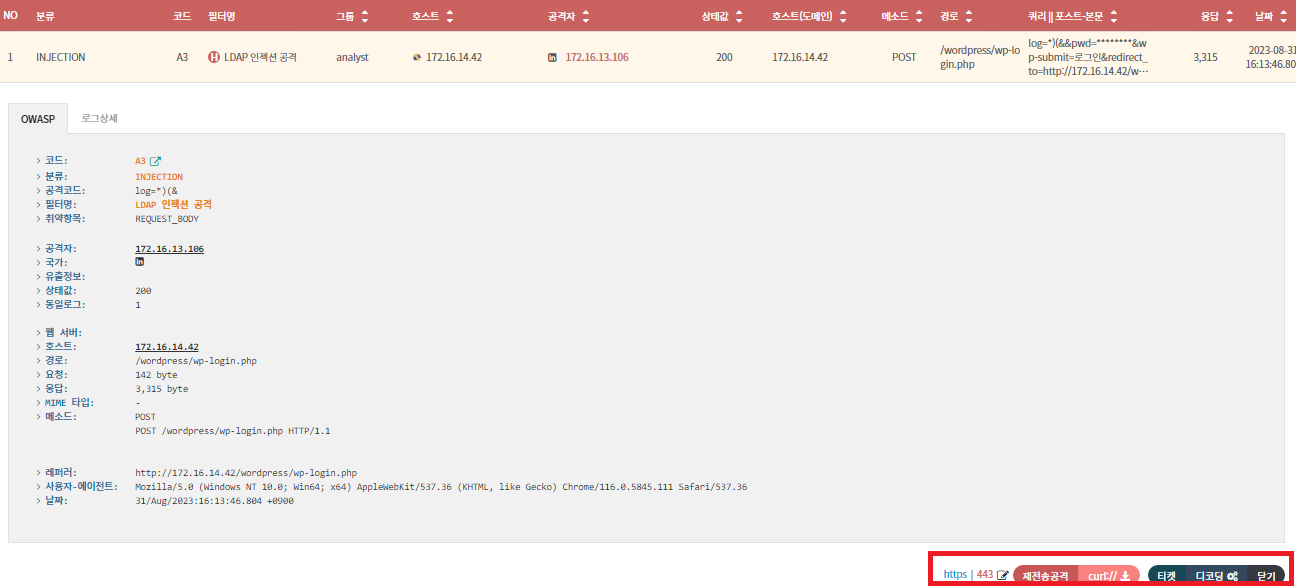 NO 분류 코드 필터명 그룹 호스트 공격자 상태값 호스트(도메인) 메소드 경로 쿼리 || 포스트-본문 응답 날짜
1 INJECTION A3 H LDAP 인젝션 공격 analyst 172.16.14.42 172.16.13.106 200 172.16.14.42 POST /wordpress/wp-lo
gin.php log=*)(&&pwd=********&w
p-submit=로그인&redirect_
to=http://172.16.14.42/w… 3,315 2023-08-31
16:13:46.80
OWASP 로그상세
코드: A3
분류: INJECTION
공격코드: log=*)(&
필터명: LDAP 인젝션 공격
취약항목: REQUEST_BODY
공격자: 172.16.13.106
국가: in
유출정보:
상태값: 200
동일로그: 1
웹 서버:
호스트: 172.16.14.42
경로: /wordpress/wp-login.php
요청: 142 byte
응답: 3,315 byte
MIME 타입: -
메소드: POST
POST /wordpress/wp-login.php HTTP/1.1
레퍼러: http://172.16.14.42/wordpress/wp-login.php
사용자-에이전트: Mozilla/5.0 (Windows NT 10.0; Win64; x64) AppleWebKit/537.36 (KHTML, like Gecko) Chrome/116.0.5845.111 Safari/537.36
날짜: 31/Aug/2023:16:13:46.804 +0900
https | 443 재전송공격 curl:// 티켓 디코딩 닫기